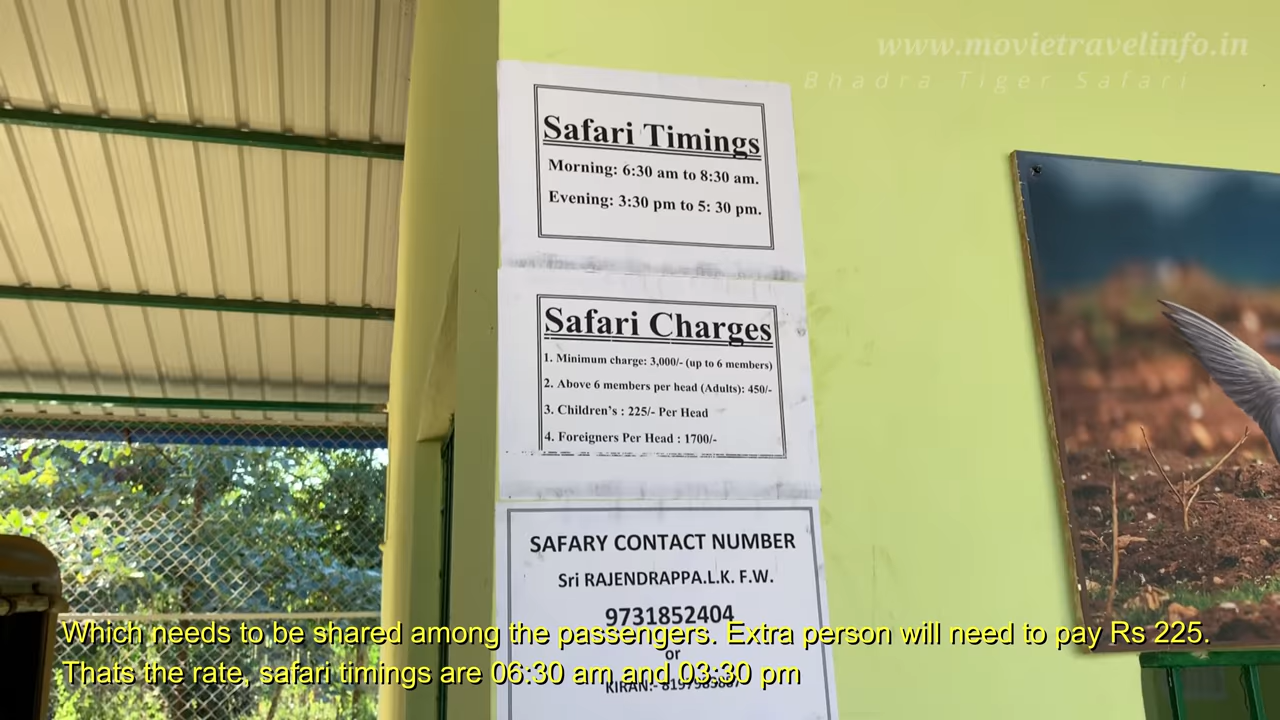 www.movietravelinfo.in
Bhadra Tiger Safari
Safari Timings
Morning: 6:30 am to 8:30 am.
Evening: 3:30 pm to 5: 30 pm.
Safari Charges
1. Minimum charge: 3,000/- (up to 6 members)
2. Above 6 members per head (Adults): 450/-
3. Children's : 225/- Per Head
4. Foreigners Per Head : 1700/-
SAFARY CONTACT NUMBER
Sri RAJENDRAPPA.L.K. F.W.
9731852404
or
KIRAN:-
Which needs to be shared among the passengers. Extra person will need to pay Rs 225.
Thats the rate, safari timings are 06:30 am and 03:30 pm